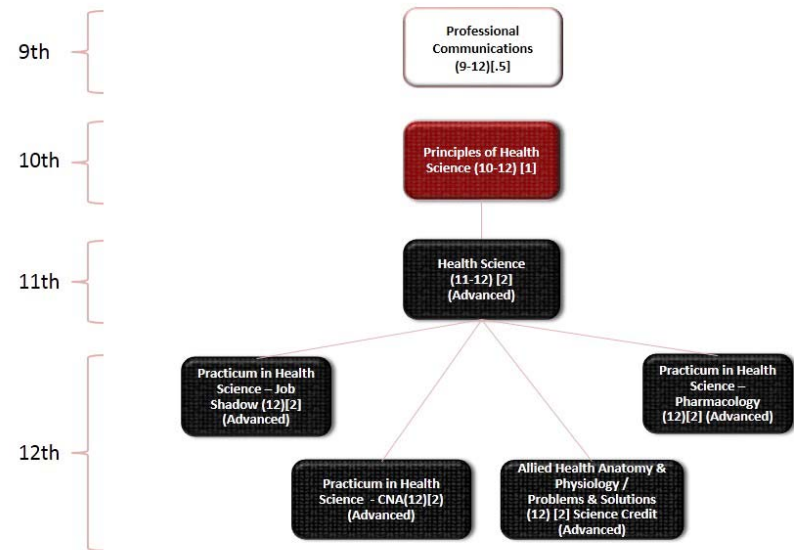 9th
Professional
Communications
(9-12)[.5]
10th
Principles of Health
Science (10-12) [1]
11th
Health Science
(11-12) [2]
(Advanced)
12th
Practicum in Health
Science – Job
Shadow (12)[2]
(Advanced)
Practicum in Health
Science - CNA(12)[2)
(Advanced)
Allied Health Anatomy &
Physiology /
Problems & Solutions
(12) [2] Science Credit
(Advanced)
Practicum in Health
Science –
Pharmacology
(12)[2] (Advanced)